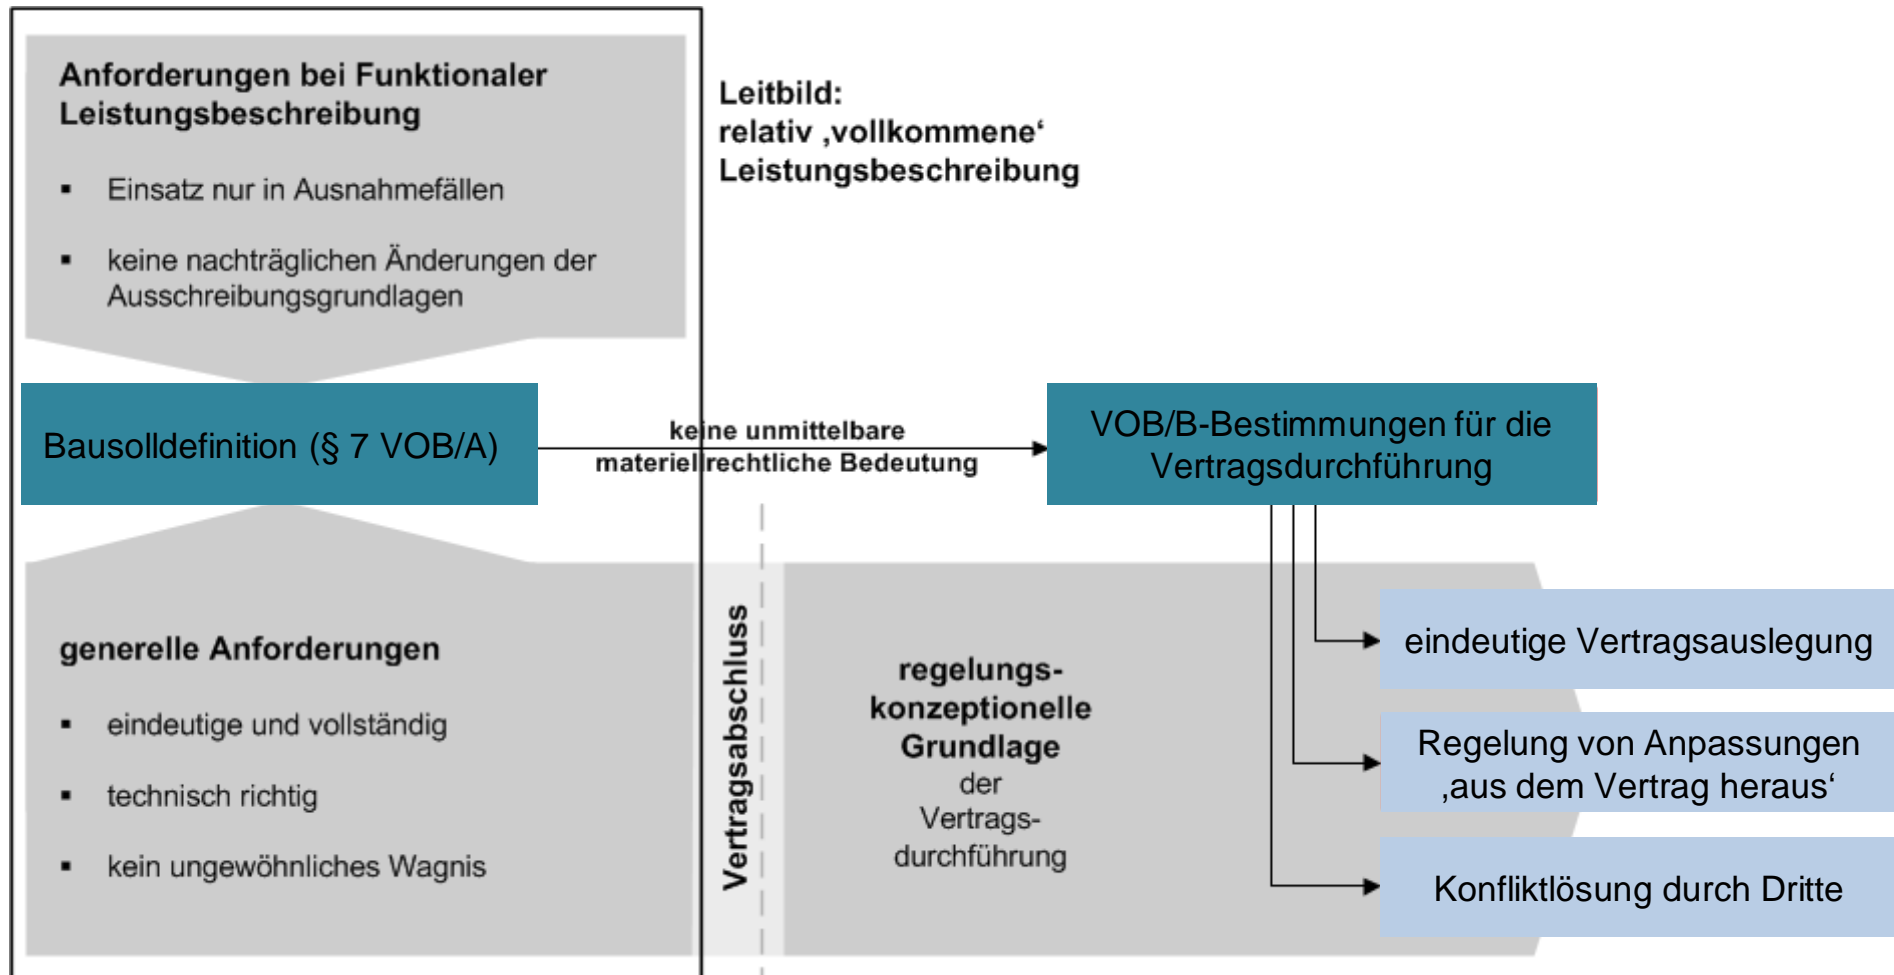 Anforderungen bei Funktionaler
Leistungsbeschreibung
▪ Einsatz nur in Ausnahmefällen
▪ keine nachträglichen Änderungen der
Ausschreibungsgrundlagen
Leitbild:
relativ ‚vollkommene‘
Leistungsbeschreibung
Bausolldefinition (§ 7 VOB/A)
keine unmittelbare
materiellrechtliche Bedeutung
VOB/B-Bestimmungen für die
Vertragsdurchführung
generelle Anforderungen
▪ eindeutige und vollständig
▪ technisch richtig
▪ kein ungewöhnliches Wagnis
Vertragsabschluss
regelungs-
konzeptionelle
Grundlage
der
Vertrags-
durchführung
eindeutige Vertragsauslegung
Regelung von Anpassungen
‚aus dem Vertrag heraus‘
Konfliktlösung durch Dritte